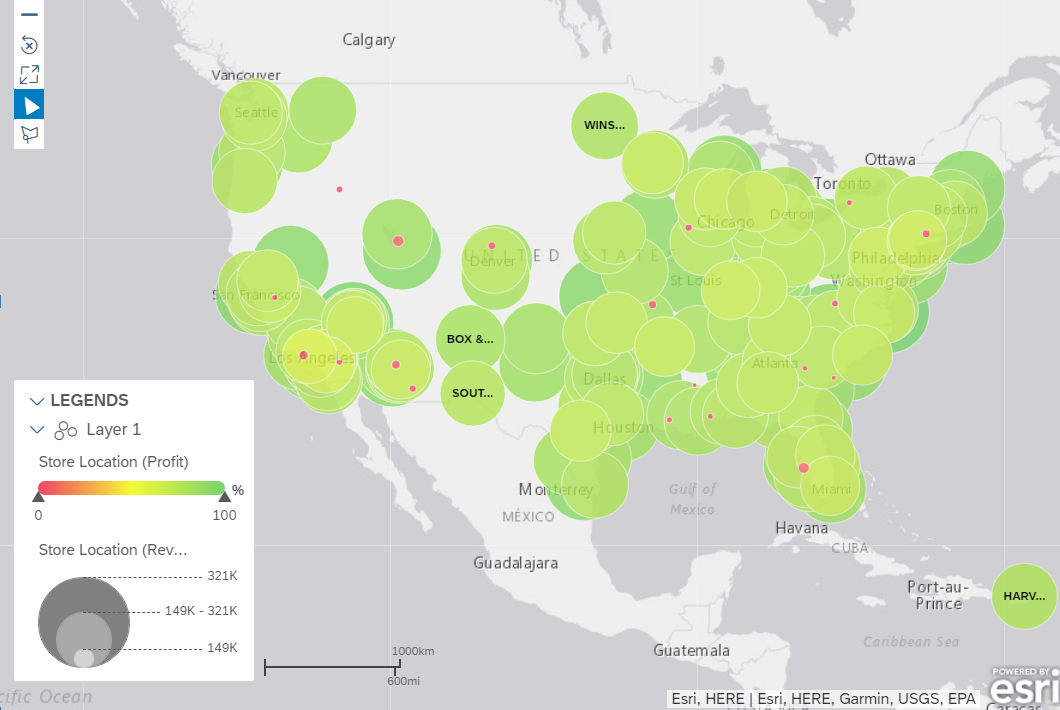 Calgary
Vancouver
Seattle
WINS...
Ottawa
Toronto
Boston
Chicago
Detroit
UNITED STATE
Denver
Philadelphia
St Louis
Washington
San Francisco
BOX &...
Los Angeles
Atlanta
Dallas
SOUT...
LEGENDS
Layer 1
Houston
Store Location (Profit)
%
0
100
Monterrey
Gulf of
Mexico
Miami
MÉXICO
Havana
CUBA
Store Location (Rev...
321K
149K - 321K
149K
Guadalajara
Port-au-
Prince
HARV...
Guatemala
Caribbean Sea
1000km
600mi
POWERED BY
esri
Esri, HERE | Esri, HERE, Garmin, USGS, EPA
cific Ocean
Caracas